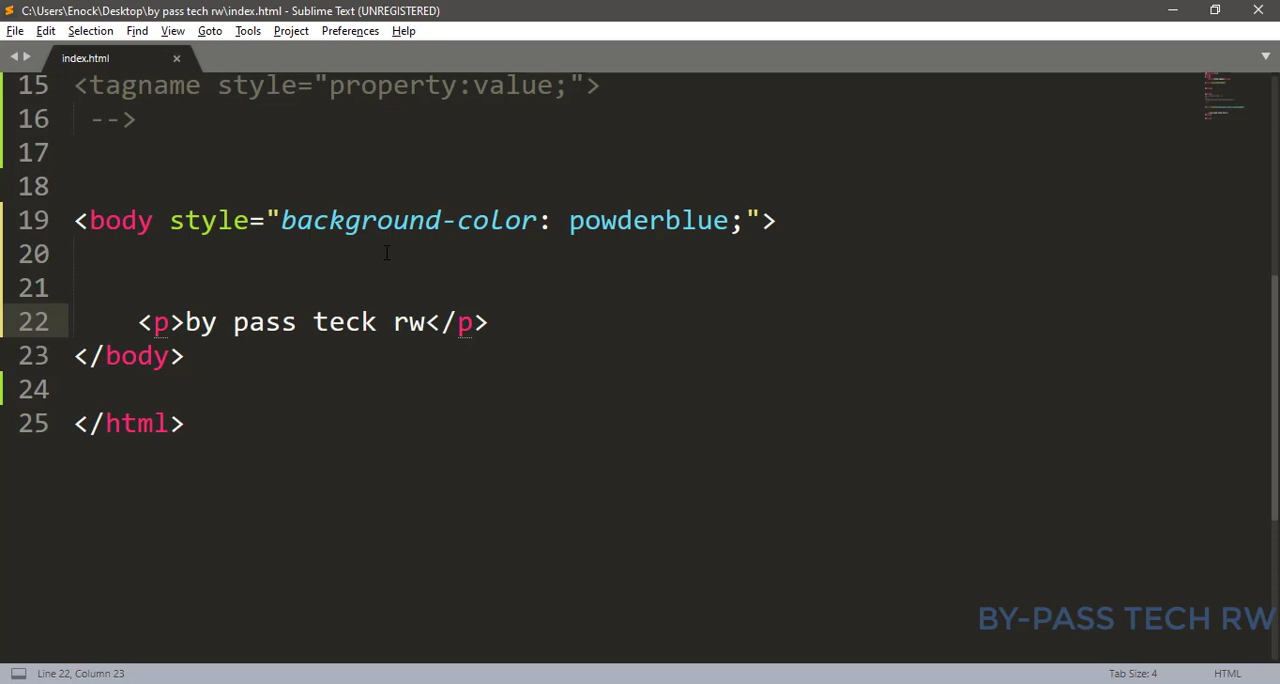 C:\Users\Enock\Desktop\by pass tech rw\index.html - Sublime Text (UNREGISTERED)
File Edit Selection Find View Goto Tools Project Preferences Help
index.html
15 <tagname style="property:value;">
16 -->
17
18
19 <body style="background-color: powderblue;">
20
21
22 <p>by pass teck rw</p>
23 </body>
24
25 </html>
BY-PASS TECH RW
Line 22, Column 23 Tab Size: 4 HTML